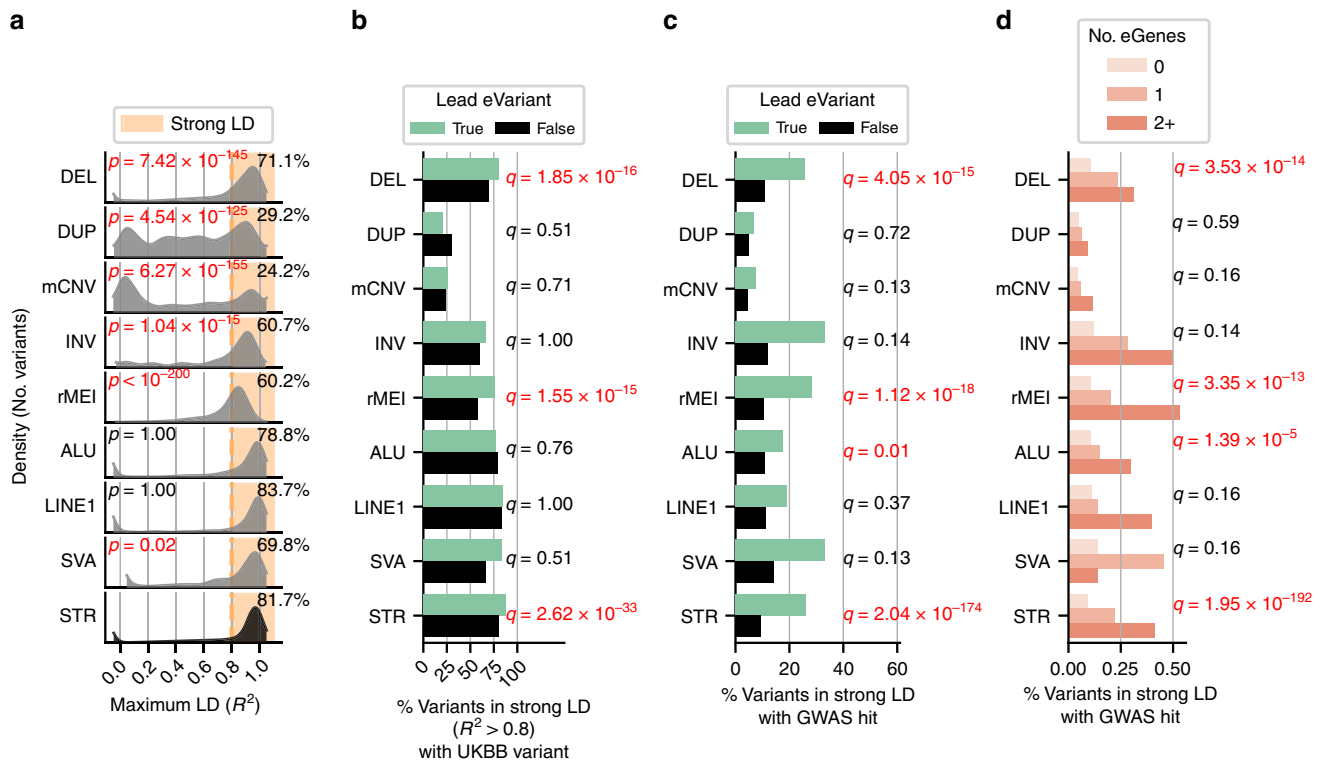 a
Strong LD
Density (No. variants)
DEL
p = 7.42 × 10⁻¹⁴⁵
71.1%
DUP
p = 4.54 × 10⁻¹²⁵
29.2%
mCNV
p = 6.27 × 10⁻¹⁵⁵
24.2%
INV
p = 1.04 × 10⁻¹⁵
60.7%
rMEI
p < 10⁻²⁰⁰
60.2%
ALU
p = 1.00
78.8%
LINE1
p = 1.00
83.7%
SVA
p = 0.02
69.8%
STR
81.7%
0.0 0.2 0.4 0.6 0.8 1.0
Maximum LD (R²)
b
Lead eVariant
True False
DEL
q = 1.85 × 10⁻¹⁶
DUP
q = 0.51
mCNV
q = 0.71
INV
q = 1.00
rMEI
q = 1.55 × 10⁻¹⁵
ALU
q = 0.76
LINE1
q = 1.00
SVA
q = 0.51
STR
q = 2.62 × 10⁻³³
0 25 50 75 100
% Variants in strong LD
(R² > 0.8)
with UKBB variant
c
Lead eVariant
True False
DEL
q = 4.05 × 10⁻¹⁵
DUP
q = 0.72
mCNV
q = 0.13
INV
q = 0.14
rMEI
q = 1.12 × 10⁻¹⁸
ALU
q = 0.01
LINE1
q = 0.37
SVA
q = 0.13
STR
q = 2.04 × 10⁻¹⁷⁴
0 20 40 60
% Variants in strong LD
with GWAS hit
d
No. eGenes
0
1
2+
DEL
q = 3.53 × 10⁻¹⁴
DUP
q = 0.59
mCNV
q = 0.16
INV
q = 0.14
rMEI
q = 3.35 × 10⁻¹³
ALU
q = 1.39 × 10⁻⁵
LINE1
q = 0.16
SVA
q = 0.16
STR
q = 1.95 × 10⁻¹⁹²
0.00 0.25 0.50
% Variants in strong LD
with GWAS hit